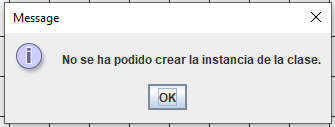 Message
No se ha podido crear la instancia de la clase.
OK